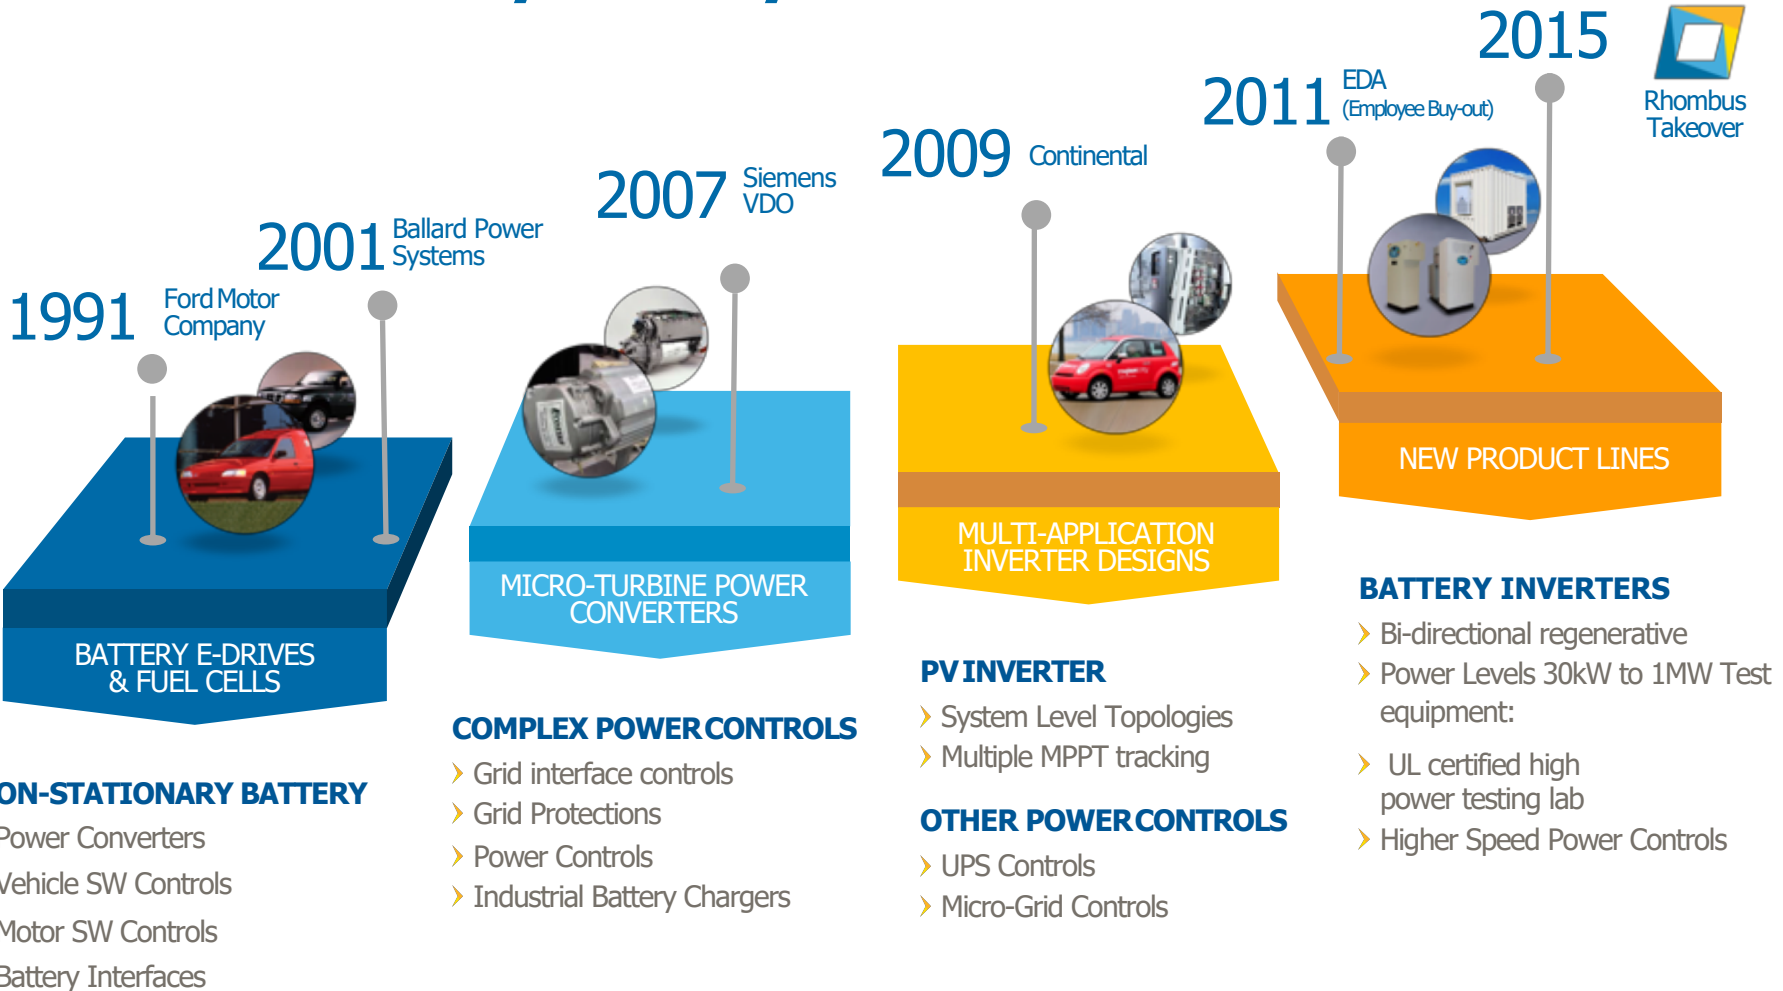 1991
Ford Motor
Company
2001
Ballard Power
Systems
BATTERY E-DRIVES
& FUEL CELLS
ON-STATIONARY BATTERY
Power Converters
Vehicle SW Controls
Motor SW Controls
Battery Interfaces
2007
Siemens
VDO
MICRO-TURBINE POWER
CONVERTERS
COMPLEX POWER CONTROLS
Grid interface controls
Grid Protections
Power Controls
Industrial Battery Chargers
2009
Continental
MULTI-APPLICATION
INVERTER DESIGNS
PV INVERTER
System Level Topologies
Multiple MPPT tracking
OTHER POWER CONTROLS
UPS Controls
Micro-Grid Controls
2011
EDA
(Employee Buy-out)
2015
Rhombus
Takeover
NEW PRODUCT LINES
BATTERY INVERTERS
Bi-directional regenerative
Power Levels 30kW to 1MW Test
equipment:
UL certified high
power testing lab
Higher Speed Power Controls